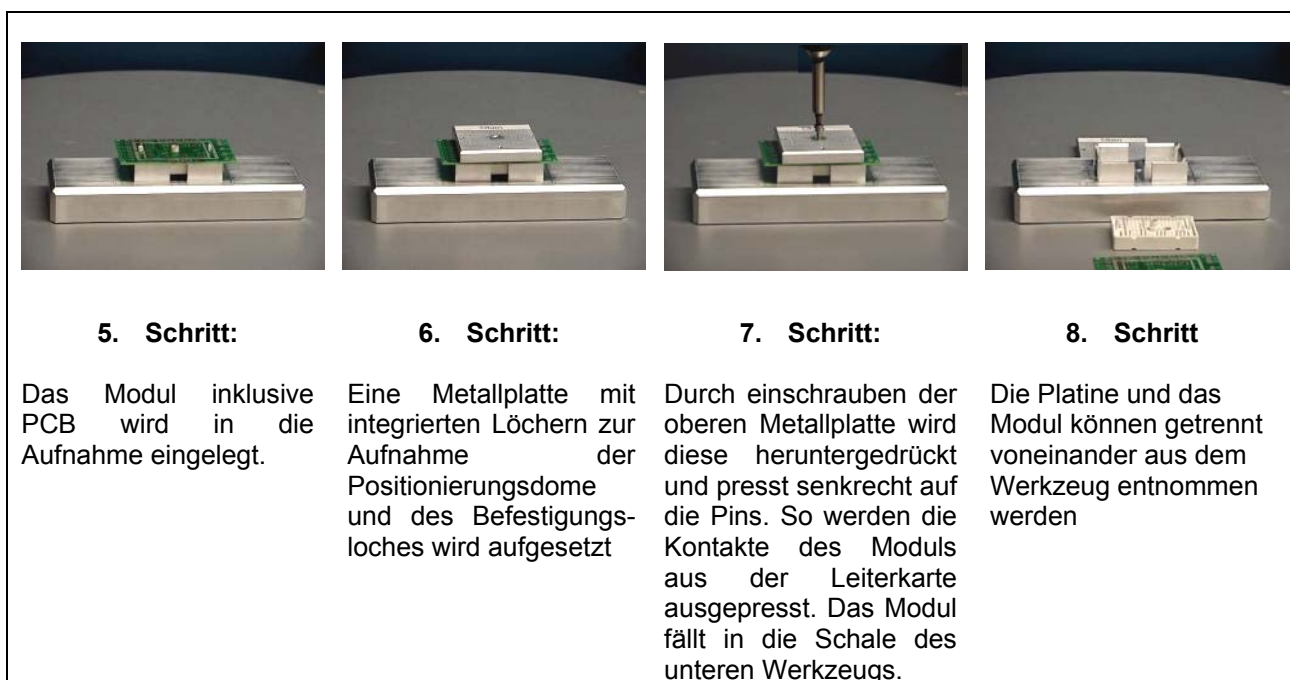 5. Schritt:
Das Modul inklusive
PCB wird in die
Aufnahme eingelegt.
6. Schritt:
Eine Metallplatte mit
integrierten Löchern zur
Aufnahme der
Positionierungsdome
und des Befestigungs-
loches wird aufgesetzt
7. Schritt:
Durch einschrauben der
oberen Metallplatte wird
diese heruntergedrückt
und presst senkrecht auf
die Pins. So werden die
Kontakte des Moduls
aus der Leiterkarte
ausgepresst. Das Modul
fällt in die Schale des
unteren Werkzeugs.
8. Schritt
Die Platine und das
Modul können getrennt
voneinander aus dem
Werkzeug entnommen
werden